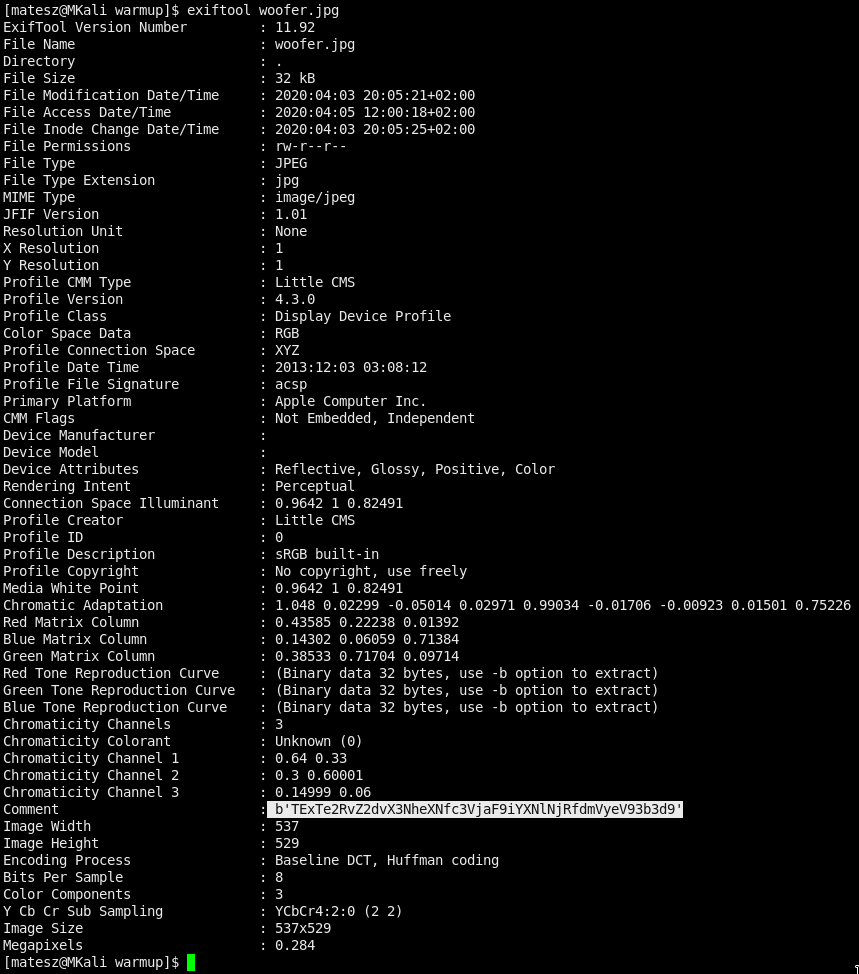 [matesz@MKali warmup]$ exiftool woofer.jpg
ExifTool Version Number         : 11.92
File Name                       : woofer.jpg
Directory                       : .
File Size                       : 32 kB
File Modification Date/Time     : 2020:04:03 20:05:21+02:00
File Access Date/Time           : 2020:04:05 12:00:18+02:00
File Inode Change Date/Time     : 2020:04:03 20:05:25+02:00
File Permissions                : rw-r--r--
File Type                       : JPEG
File Type Extension             : jpg
MIME Type                       : image/jpeg
JFIF Version                    : 1.01
Resolution Unit                 : None
X Resolution                    : 1
Y Resolution                    : 1
Profile CMM Type                : Little CMS
Profile Version                 : 4.3.0
Profile Class                   : Display Device Profile
Color Space Data                : RGB
Profile Connection Space        : XYZ
Profile Date Time               : 2013:12:03 03:08:12
Profile File Signature          : acsp
Primary Platform                : Apple Computer Inc.
CMM Flags                       : Not Embedded, Independent
Device Manufacturer             :
Device Model                    :
Device Attributes               : Reflective, Glossy, Positive, Color
Rendering Intent                : Perceptual
Connection Space Illuminant     : 0.9642 1 0.82491
Profile Creator                 : Little CMS
Profile ID                      : 0
Profile Description             : sRGB built-in
Profile Copyright               : No copyright, use freely
Media White Point               : 0.9642 1 0.82491
Chromatic Adaptation            : 1.048 0.02299 -0.05014 0.02971 0.99034 -0.01706 -0.00923 0.01501 0.75226
Red Matrix Column               : 0.43585 0.22238 0.01392
Blue Matrix Column              : 0.14302 0.06059 0.71384
Green Matrix Column             : 0.38533 0.71704 0.09714
Red Tone Reproduction Curve     : (Binary data 32 bytes, use -b option to extract)
Green Tone Reproduction Curve   : (Binary data 32 bytes, use -b option to extract)
Blue Tone Reproduction Curve    : (Binary data 32 bytes, use -b option to extract)
Chromaticity Channels           : 3
Chromaticity Colorant           : Unknown (0)
Chromaticity Channel 1          : 0.64 0.33
Chromaticity Channel 2          : 0.3 0.60001
Chromaticity Channel 3          : 0.14999 0.06
Comment                         : b'TExTe2RvZ2dvX3NheXNfc3VjaF9iYXNlNjRfdmVyeV93b3d9'
Image Width                     : 537
Image Height                    : 529
Encoding Process                : Baseline DCT, Huffman coding
Bits Per Sample                 : 8
Color Components                : 3
Y Cb Cr Sub Sampling            : YCbCr4:2:0 (2 2)
Image Size                      : 537x529
Megapixels                      : 0.284
[matesz@MKali warmup]$